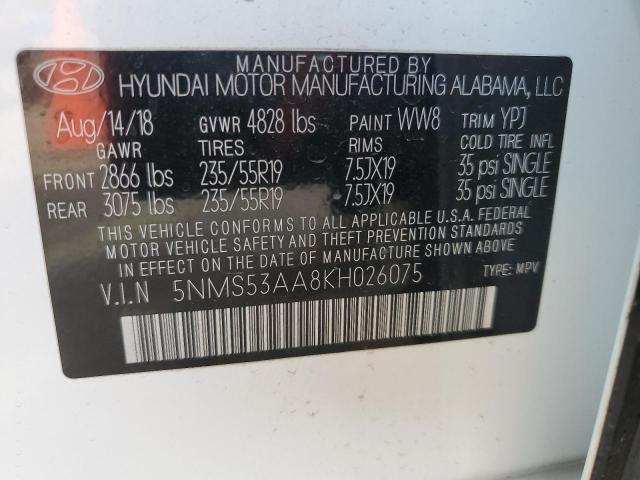 MANUFACTURED BY
HYUNDAI MOTOR MANUFACTURING ALABAMA, LLC
Aug/14/18 GVWR 4828 lbs PAINT WW8 TRIM YPJ
GAWR TIRES RIMS COLD TIRE INFL
FRONT 2866 lbs 235/55R19 7.5JX19 35 psi SINGLE
REAR 3075 lbs 235/55R19 7.5JX19 35 psi SINGLE
THIS VEHICLE CONFORMS TO ALL APPLICABLE U.S.A. FEDERAL
MOTOR VEHICLE SAFETY AND THEFT PREVENTION STANDARDS
IN EFFECT ON THE DATE OF MANUFACTURE SHOWN ABOVE.
V.I.N 5NMS53AA8KH026075 TYPE: MPV